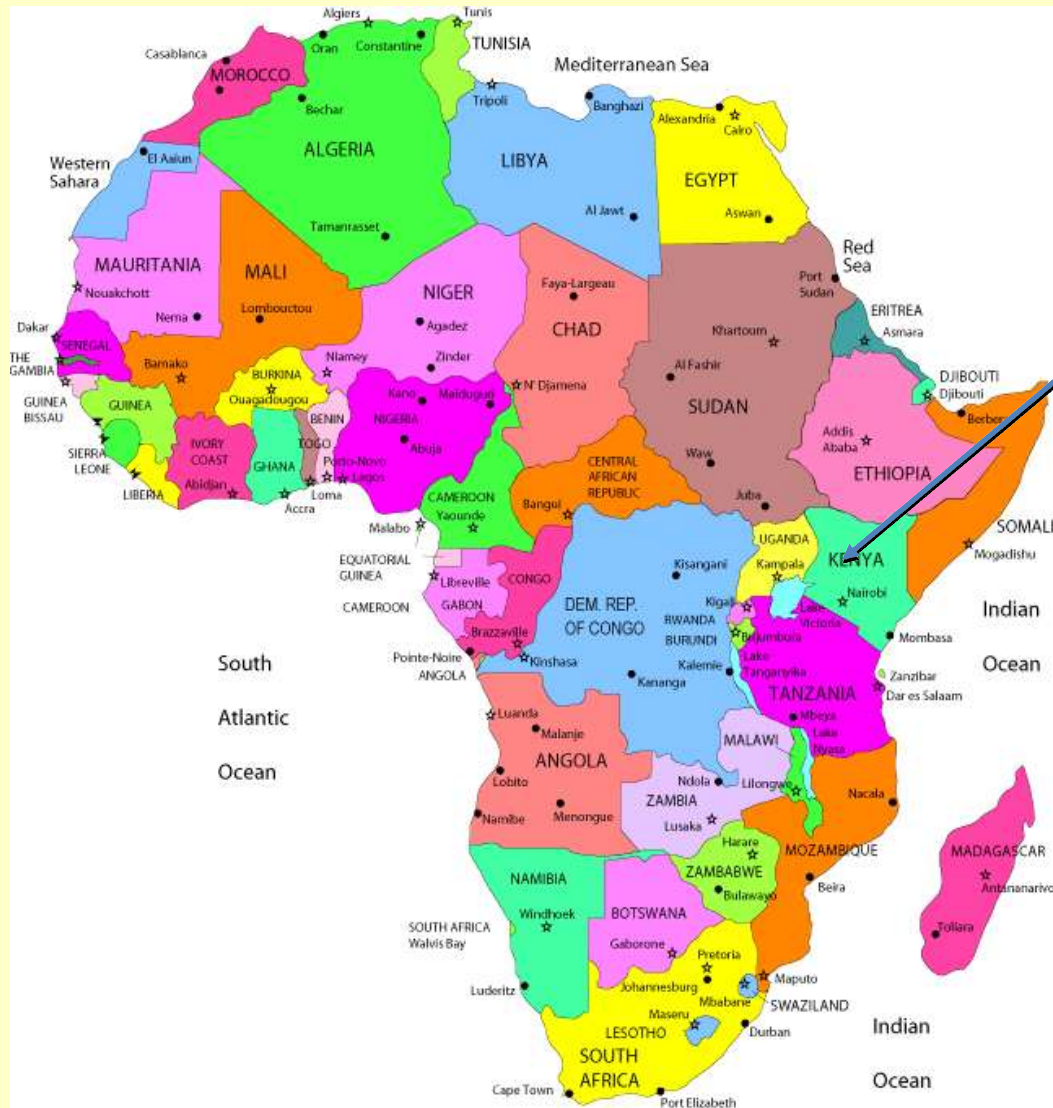 Algiers
Tunis
Oran
Constantine
TUNISIA
Casablanca
MOROCCO
Mediterranean Sea
Tripoli
Banghazi
Bechar
Alexandria
Cairo
ALGERIA
LIBYA
EGYPT
Western
Sahara
El Aaiun
Al Jawt
Aswan
Tamanrasset
Red
Sea
MAURITANIA
MALI
NIGER
Port
Sudan
Nouakchott
Faya-Largeau
Nema
Lombouctou
Agadez
CHAD
ERITREA
Asmara
Dakar
SENEGAL
Khartoum
THE
GAMBIA
Bamako
Niamey
Zinder
Al Fashir
DJIBOUTI
Djibouti
BURKINA
Ouagadougou
N' Djamena
GUINEA
BISSAU
GUINEA
Kano
Maiduguri
SUDAN
Berber
BENIN
NIGERIA
Addis
Ababa
IVORY
COAST
TOGO
Abuja
Waw
ETHIOPIA
SIERRA
LEONE
GHANA
Porto-Novo
Lagos
CENTRAL
AFRICAN
REPUBLIC
LIBERIA
Abidjan
Loma
CAMEROON
Yaounde
Bangui
Juba
Accra
Malabo
SOMALI
UGANDA
KENYA
Mogadishu
EQUATORIAL
GUINEA
Kisangani
Kampala
Libreville
CONGO
Nairobi
CAMEROON
GABON
DEM. REP.
OF CONGO
Kigali
RWANDA
BURUNDI
Lake
Victoria
Indian
Ocean
Brazzaville
Bujumbura
Mombasa
South
Atlantic
Ocean
Pointe-Noire
ANGOLA
Kinshasa
Kananga
Kalemie
Lake
Tanganyika
Zanzibar
Dar es Salaam
TANZANIA
Luanda
Malanje
Mbeya
MALAWI
Lake
Nyasa
ANGOLA
Lobito
Ndola
Lilongwe
ZAMBIA
Nacala
Namibe
Menongue
Lusaka
Harare
MOZAMBIQUE
MADAGASCAR
NAMIBIA
ZAMBABWE
Antananarivo
Beira
Bulawayo
BOTSWANA
SOUTH AFRICA
Walvis Bay
Windhoek
Toliara
Gaborone
Pretoria
Luderitz
Johannesburg
Maputo
Mbabane
SWAZILAND
Maseru
LESOTHO
Durban
Indian
Ocean
SOUTH
AFRICA
Cape Town
Port Elizabeth